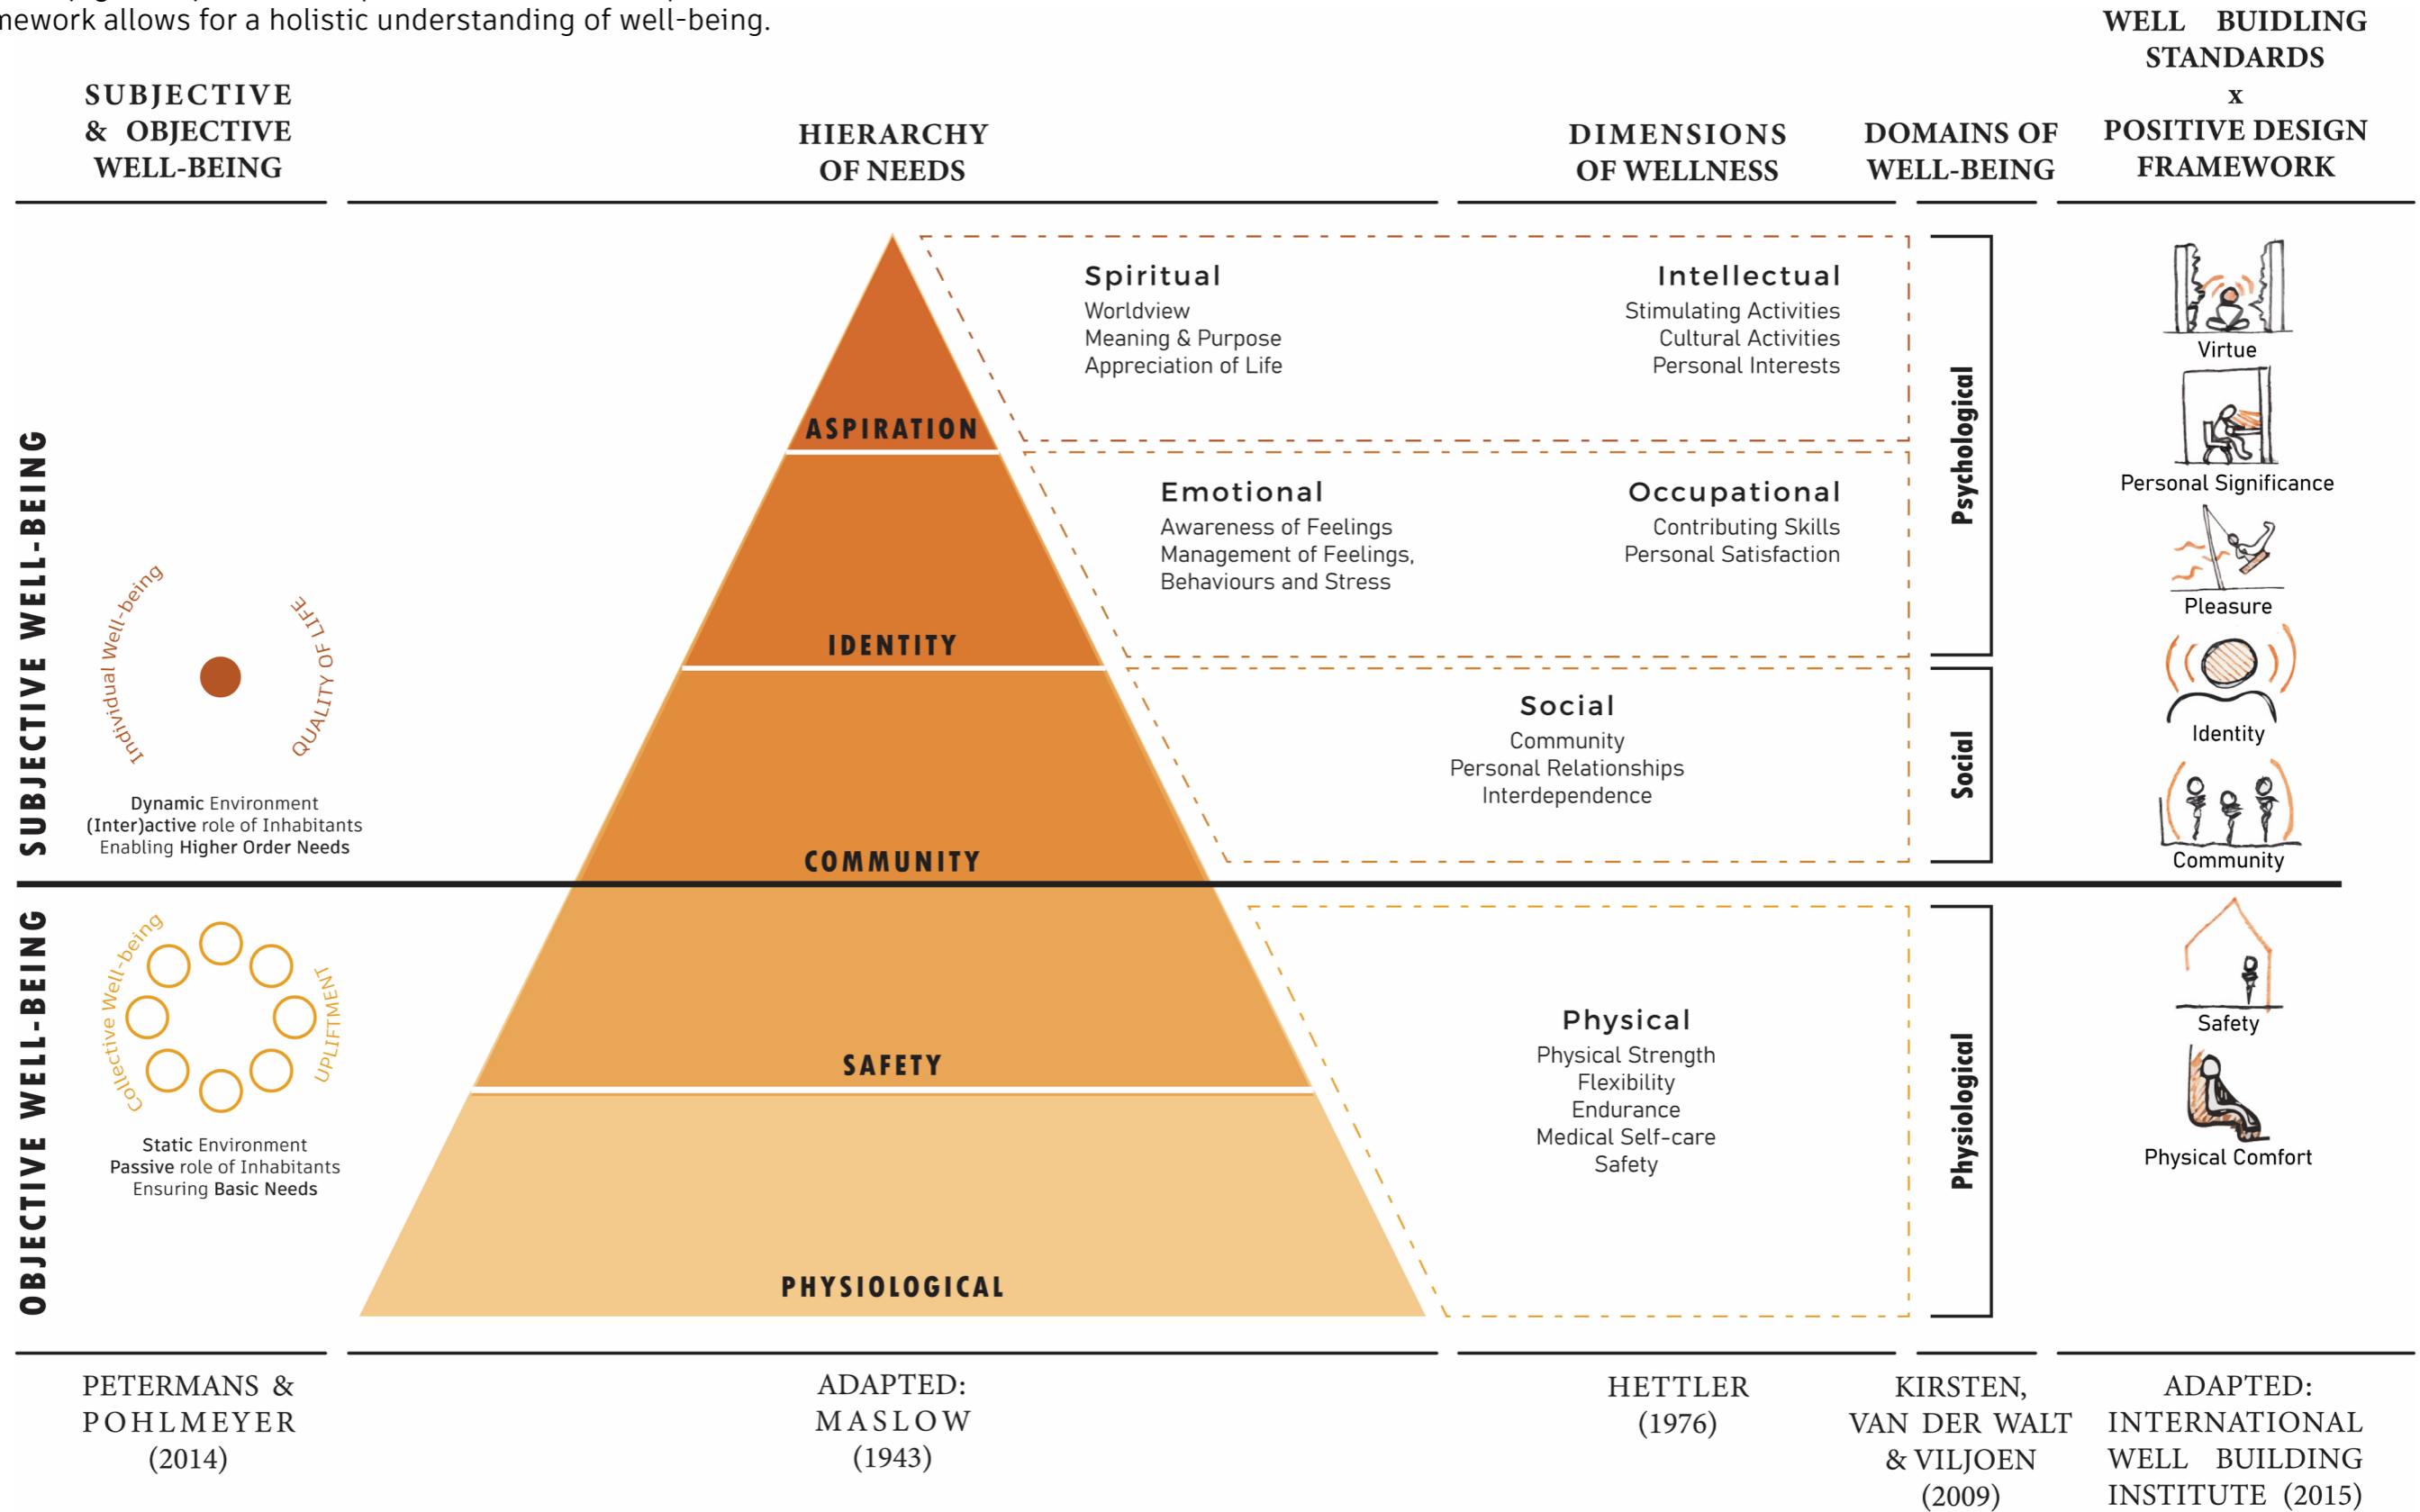 mework allows for a holistic understanding of well-being.
SUBJECTIVE
& OBJECTIVE
WELL-BEING
HIERARCHY
OF NEEDS
DIMENSIONS
OF WELLNESS
DOMAINS OF
WELL-BEING
WELL BUIDLING
STANDARDS
x
POSITIVE DESIGN
FRAMEWORK
SUBJECTIVE WELL-BEING
Individual Well-being
QUALITY OF LIFE
Dynamic Environment
(Inter)active role of Inhabitants
Enabling Higher Order Needs
OBJECTIVE WELL-BEING
Collective Well-being
UPLIFTMENT
Static Environment
Passive role of Inhabitants
Ensuring Basic Needs
ASPIRATION
IDENTITY
COMMUNITY
SAFETY
PHYSIOLOGICAL
Spiritual
Worldview
Meaning & Purpose
Appreciation of Life
Intellectual
Stimulating Activities
Cultural Activities
Personal Interests
Emotional
Awareness of Feelings
Management of Feelings,
Behaviours and Stress
Occupational
Contributing Skills
Personal Satisfaction
Social
Community
Personal Relationships
Interdependence
Physical
Physical Strength
Flexibility
Endurance
Medical Self-care
Safety
Psychological
Social
Physiological
Virtue
Personal Significance
Pleasure
Identity
Community
Safety
Physical Comfort
PETERMANS &
POHLMEYER
(2014)
ADAPTED:
MASLOW
(1943)
HETTLER
(1976)
KIRSTEN,
VAN DER WALT
& VILJOEN
(2009)
ADAPTED:
INTERNATIONAL
WELL BUILDING
INSTITUTE (2015)